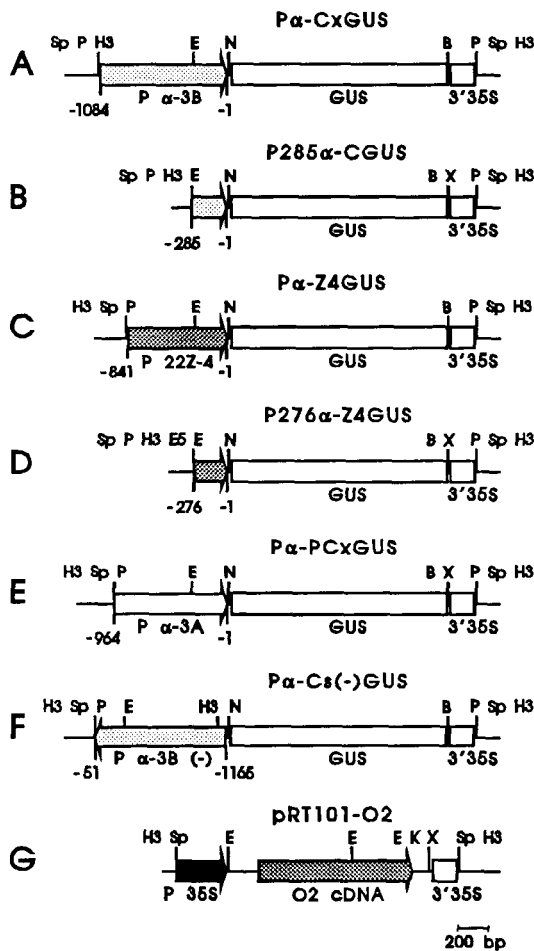 Pα-CxGUS
Sp P H3 E N B P Sp H3
A
-1084 P α-3B -1 GUS 3'35S
P285α-CGUS
Sp P H3 E N B X P Sp H3
B
-285 -1 GUS 3'35S
Pα-Z4GUS
H3 Sp P E N B P Sp H3
C
-841 P 22Z-4 -1 GUS 3'35S
P276α-Z4GUS
Sp P H3 E5 E N B X P Sp H3
D
-276 -1 GUS 3'35S
Pα-PCxGUS
H3 Sp P E N B X P Sp H3
E
-964 P α-3A -1 GUS 3'35S
Pα-Cs(-)GUS
H3 Sp P E H3 N B P Sp H3
F
-51 P α-3B (-) -1165 GUS 3'35S
pRT101-O2
H3 Sp E E E K X Sp H3
G
P 35S O2 cDNA 3'35S
200 bp